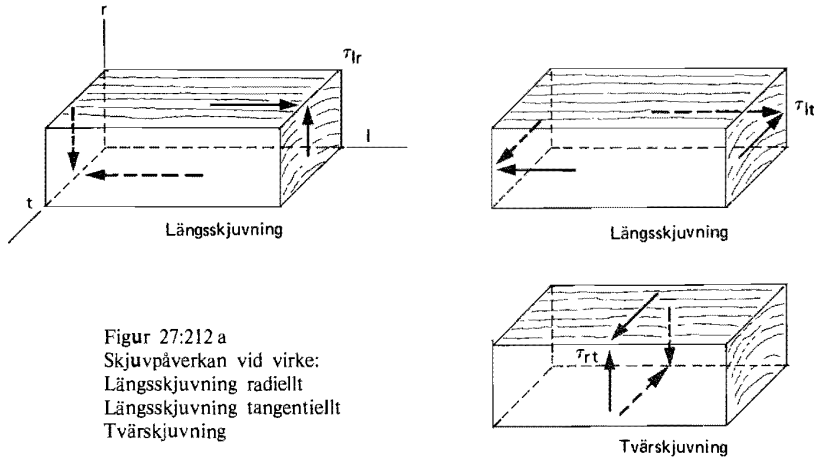 r
τlr
l
t
Längsskjuvning
τlt
Längsskjuvning
τrt
Tvärskjuvning
Figur 27:212 a
Skjuvpåverkan vid virke:
Längsskjuvning radiellt
Längsskjuvning tangentiellt
Tvärskjuvning